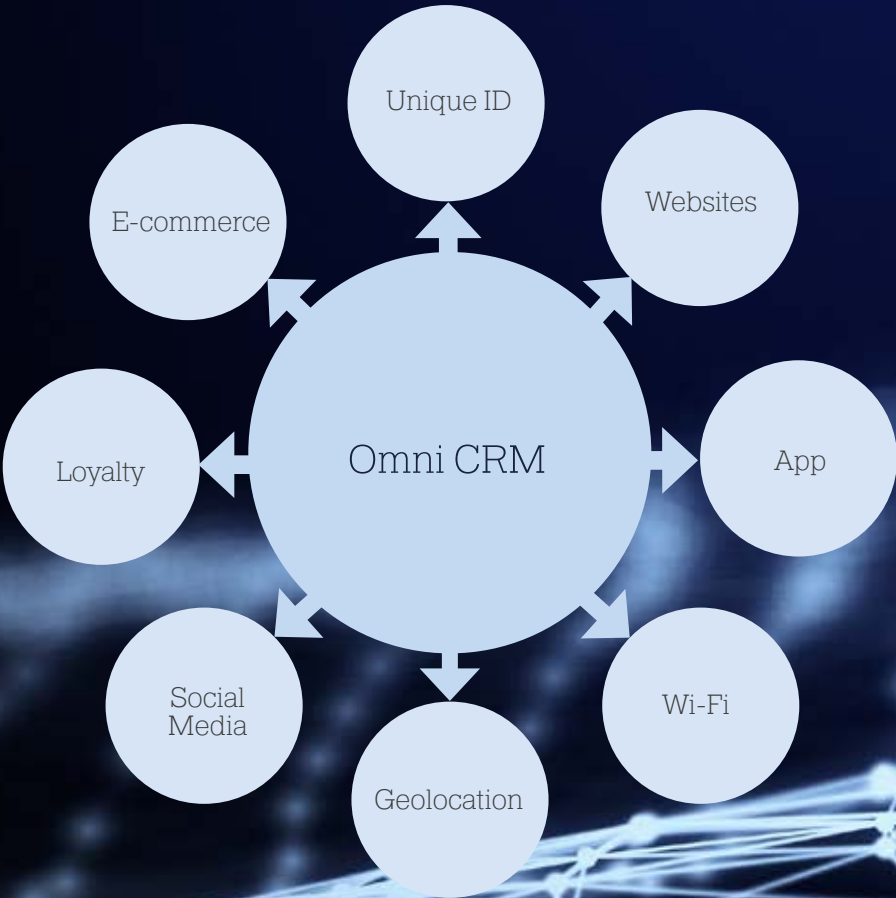 Unique ID
Websites
E-commerce
Omni CRM
App
Loyalty
Social
Media
Wi-Fi
Geolocation